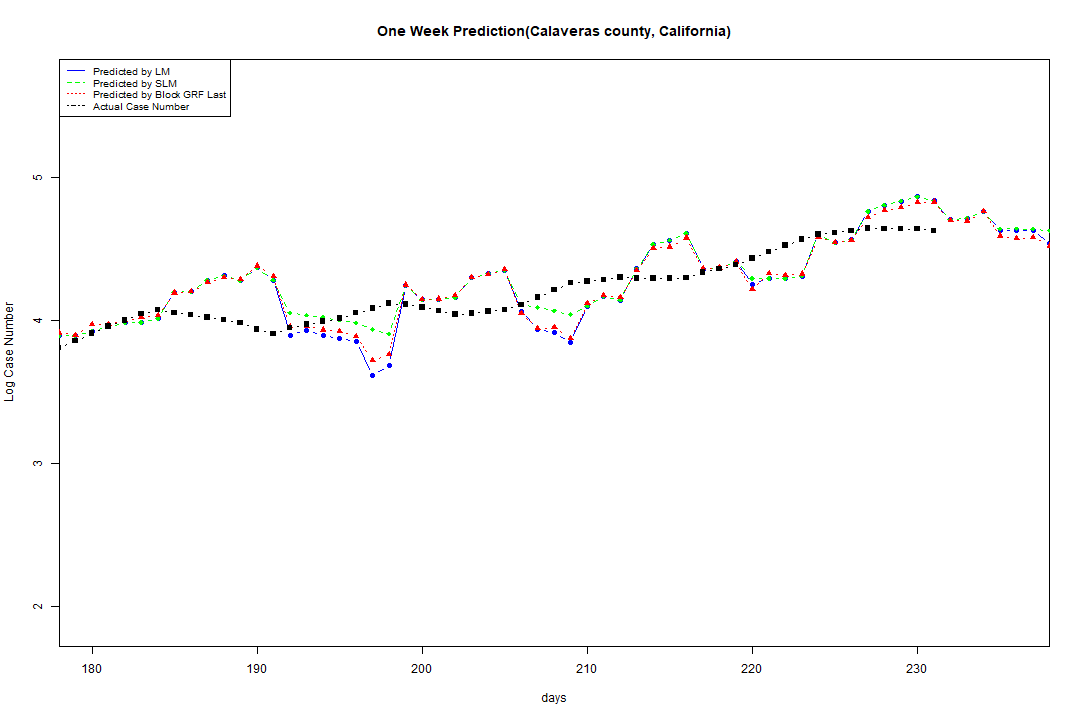 One Week Prediction(Calaveras county, California)
Predicted by LM
Predicted by SLM
Predicted by Block GRF Last
Actual Case Number
5
4
3
2
Log Case Number
180 190 200 210 220 230
days